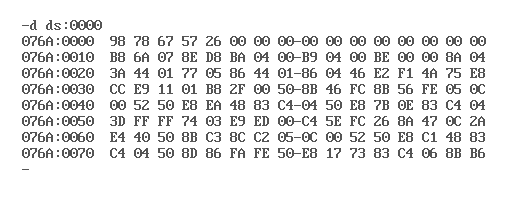 -d ds:0000
076A:0000  98 78 67 57 26 00 00 00-00 00 00 00 00 00 00 00
076A:0010  B8 6A 07 8E D8 BA 04 00-B9 04 00 BE 00 00 8A 04
076A:0020  3A 44 01 77 05 86 44 01-86 04 46 E2 F1 4A 75 E8
076A:0030  CC E9 11 01 B8 2F 00 50-8B 46 FC 8B 56 FE 05 0C
076A:0040  00 52 50 E8 EA 48 83 C4-04 50 E8 7B 0E 83 C4 04
076A:0050  3D FF FF 74 03 E9 ED 00-C4 5E FC 26 8A 47 0C 2A
076A:0060  E4 40 50 8B C3 8C C2 05-0C 00 52 50 E8 C1 48 83
076A:0070  C4 04 50 8D 86 FA FE 50-E8 17 73 83 C4 06 8B B6
-